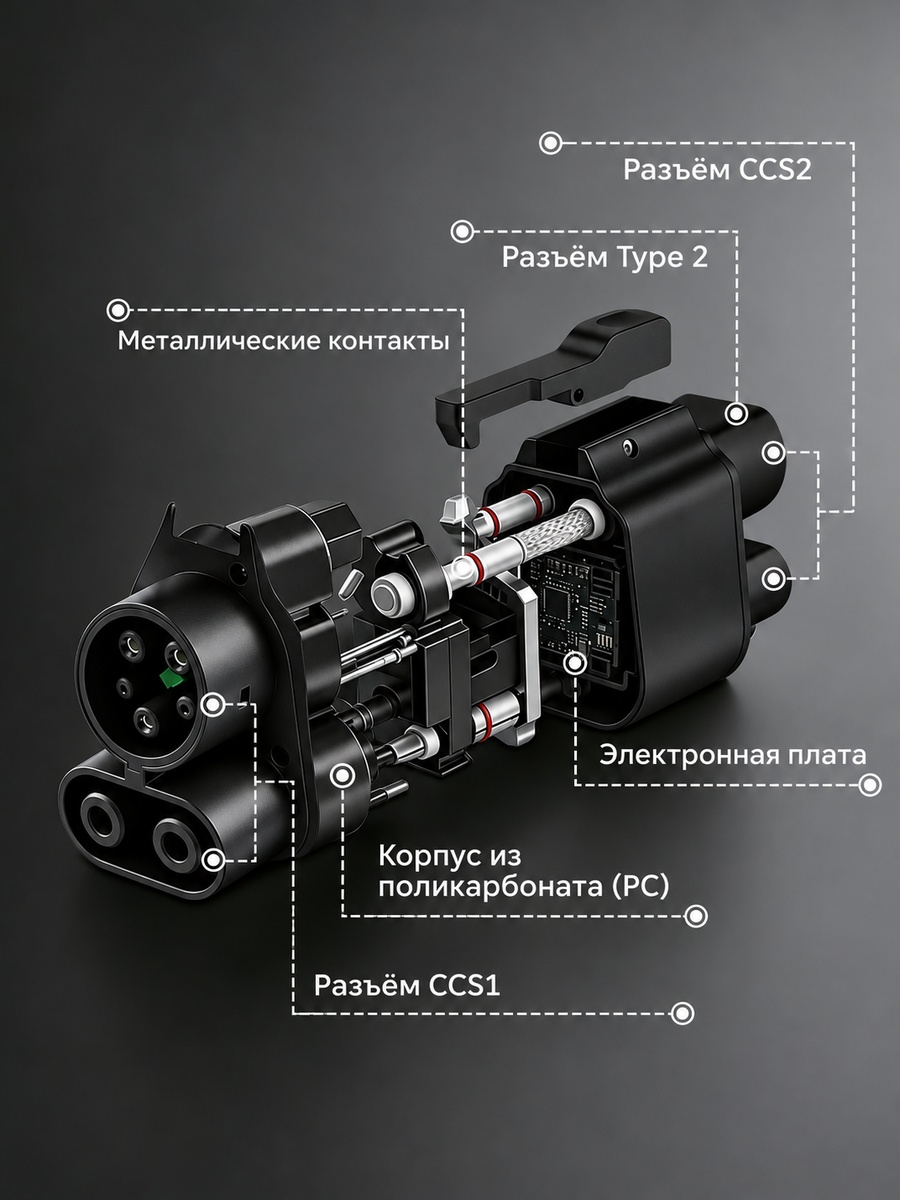 Разъём CCS2
Разъём Type 2
Металлические контакты
Электронная плата
Корпус из
поликарбоната (PC)
Разъём CCS1